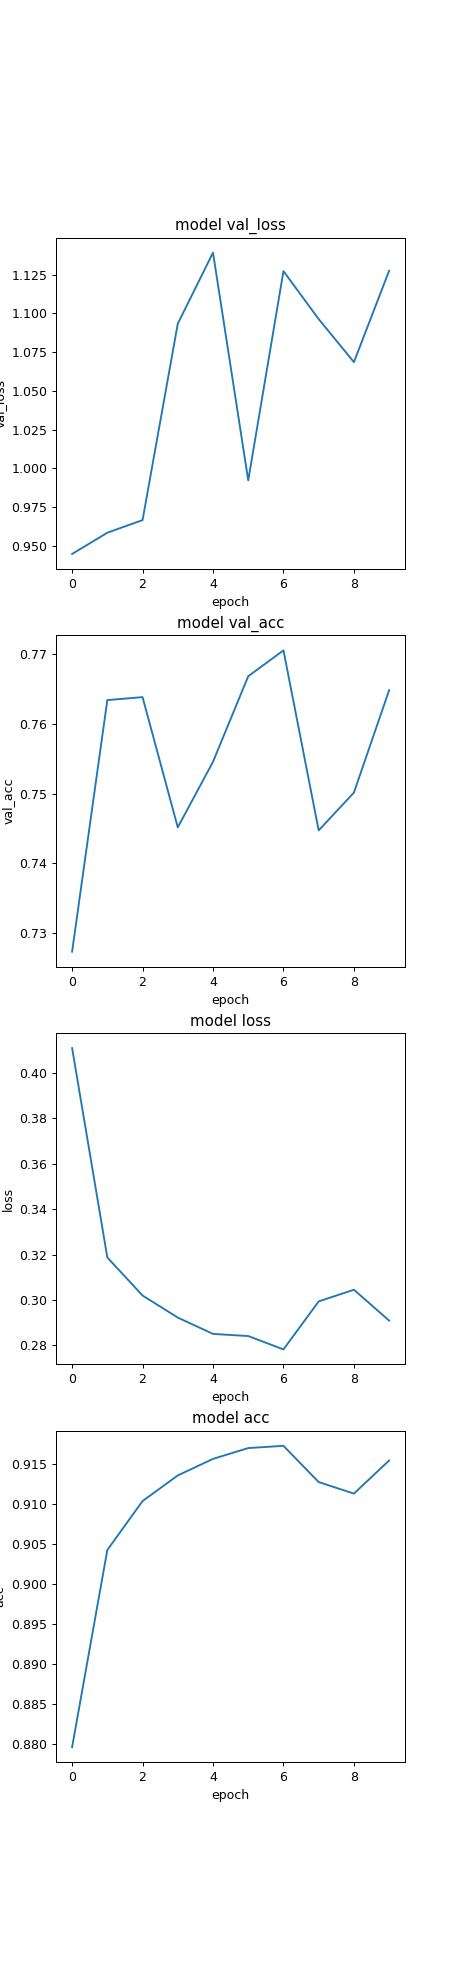 model val_loss
1.125
1.100
1.075
1.050
1.025
1.000
0.975
0.950
val_loss
0 2 4 6 8
epoch
model val_acc
0.77
0.76
0.75
0.74
0.73
val_acc
0 2 4 6 8
epoch
model loss
0.40
0.38
0.36
0.34
0.32
0.30
0.28
loss
0 2 4 6 8
epoch
model acc
0.915
0.910
0.905
0.900
0.895
0.890
0.885
0.880
acc
0 2 4 6 8
epoch